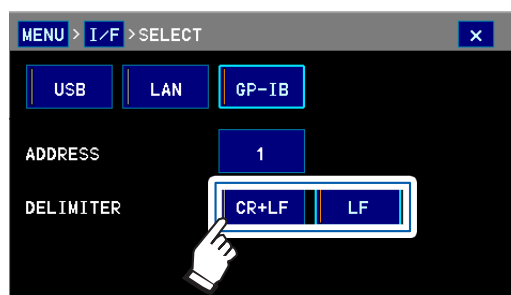 MENU > I/F > SELECT x
USB LAN GP-IB
ADDRESS 1
DELIMITER CR+LF LF